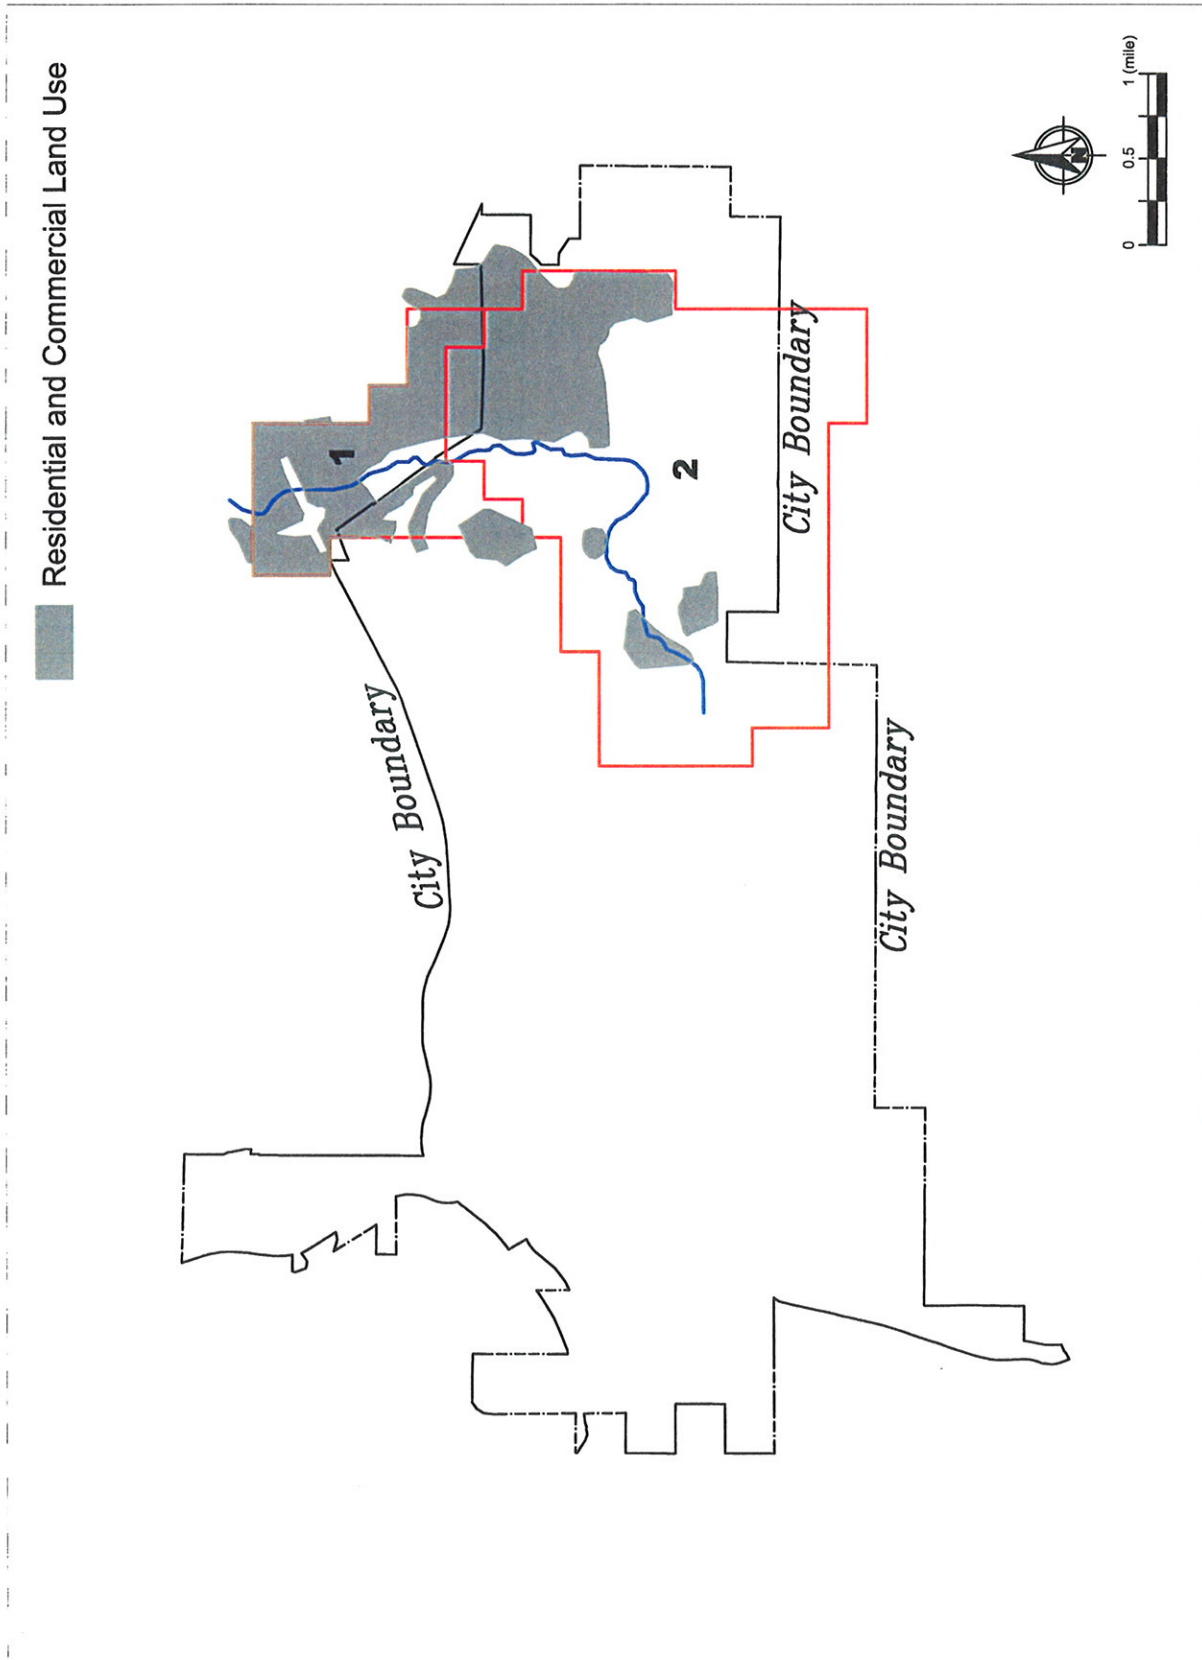 Residential and Commercial Land Use
1
2
City Boundary
City Boundary
City Boundary
N
0 0.5 1 (mile)